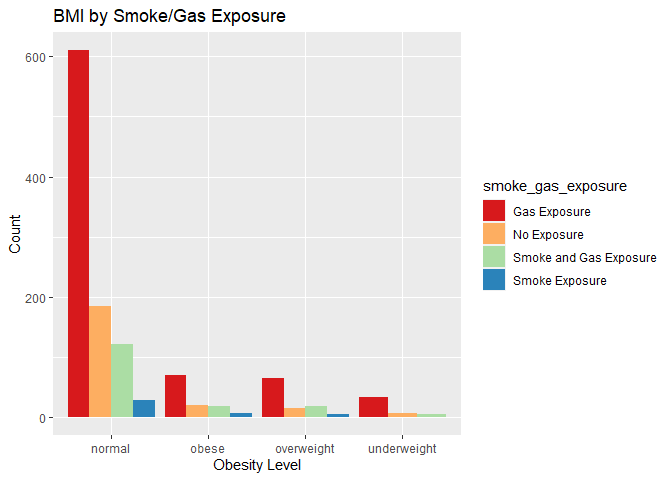 BMI by Smoke/Gas Exposure
600
400
200
0
Count
normal
obese
overweight
underweight
Obesity Level
smoke_gas_exposure
Gas Exposure
No Exposure
Smoke and Gas Exposure
Smoke Exposure